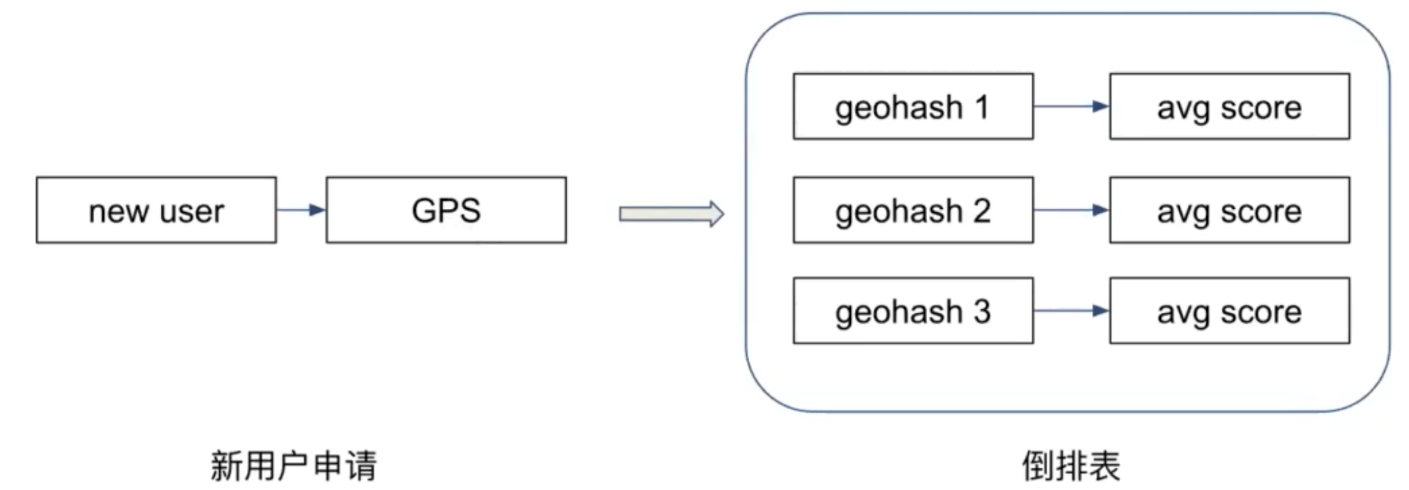 geohash 1
avg score
new user
GPS
geohash 2
avg score
geohash 3
avg score
新用户申请
倒排表